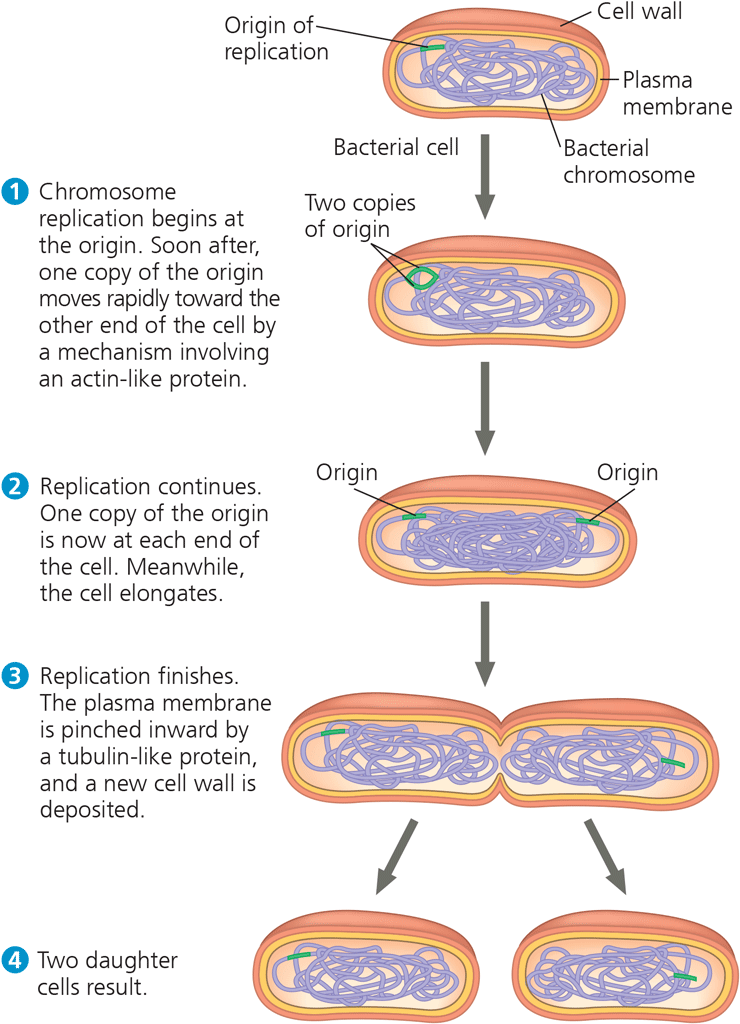 Origin of
replication
Cell wall
Plasma
membrane
Bacterial cell
Bacterial
chromosome
1 Chromosome
replication begins at
the origin. Soon after,
one copy of the origin
moves rapidly toward the
other end of the cell by
a mechanism involving
an actin-like protein.
Two copies
of origin
2 Replication continues.
One copy of the origin
is now at each end of
the cell. Meanwhile,
the cell elongates.
Origin
Origin
3 Replication finishes.
The plasma membrane
is pinched inward by
a tubulin-like protein,
and a new cell wall is
deposited.
4 Two daughter
cells result.